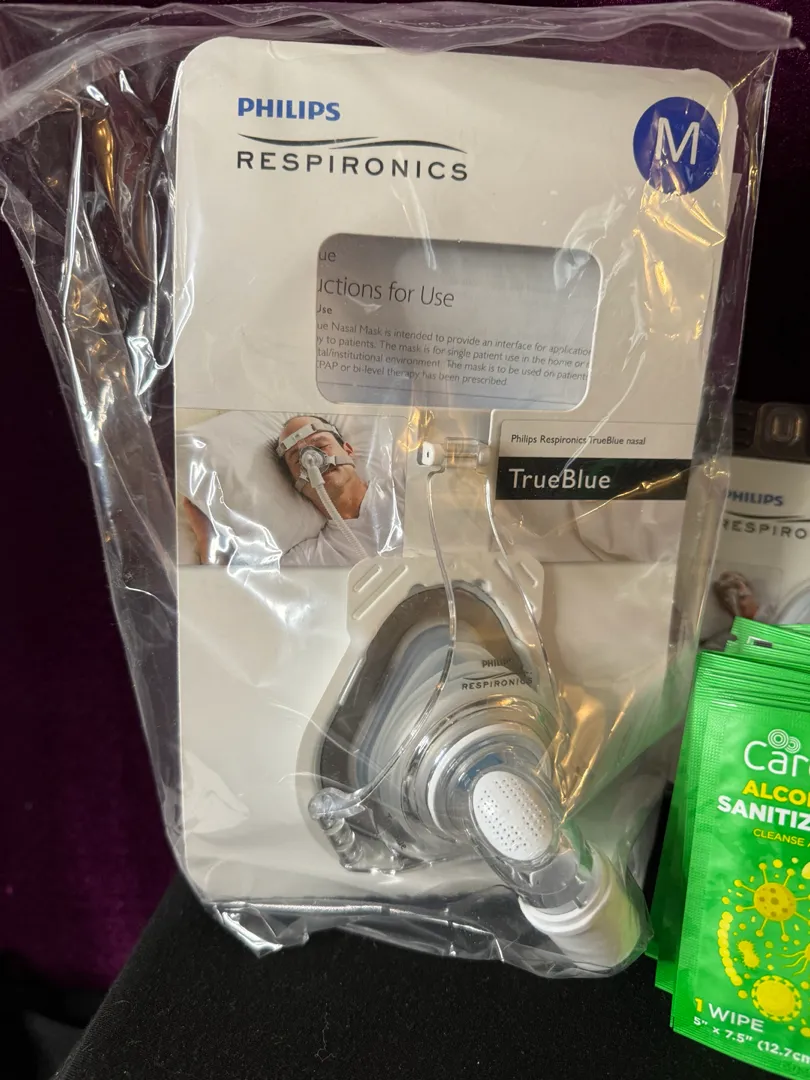 PHILIPS
RESPIRONICS
M
ue
uctions for Use
Use
ue Nasal Mask is intended to provide an interface for application
y to patients. The mask is for single patient use in the home or
tal/institutional environment. The mask is to be used on patients
CPAP or bi-level therapy has been prescribed
Philips Respironics TrueBlue nasal
TrueBlue
PHILIPS
RESPIRONICS
PHILIPS
RESPIRO
Car
ALCO
SANITIZ
CLEANSE
1 WIPE
5" x 7.5" (12.7cm